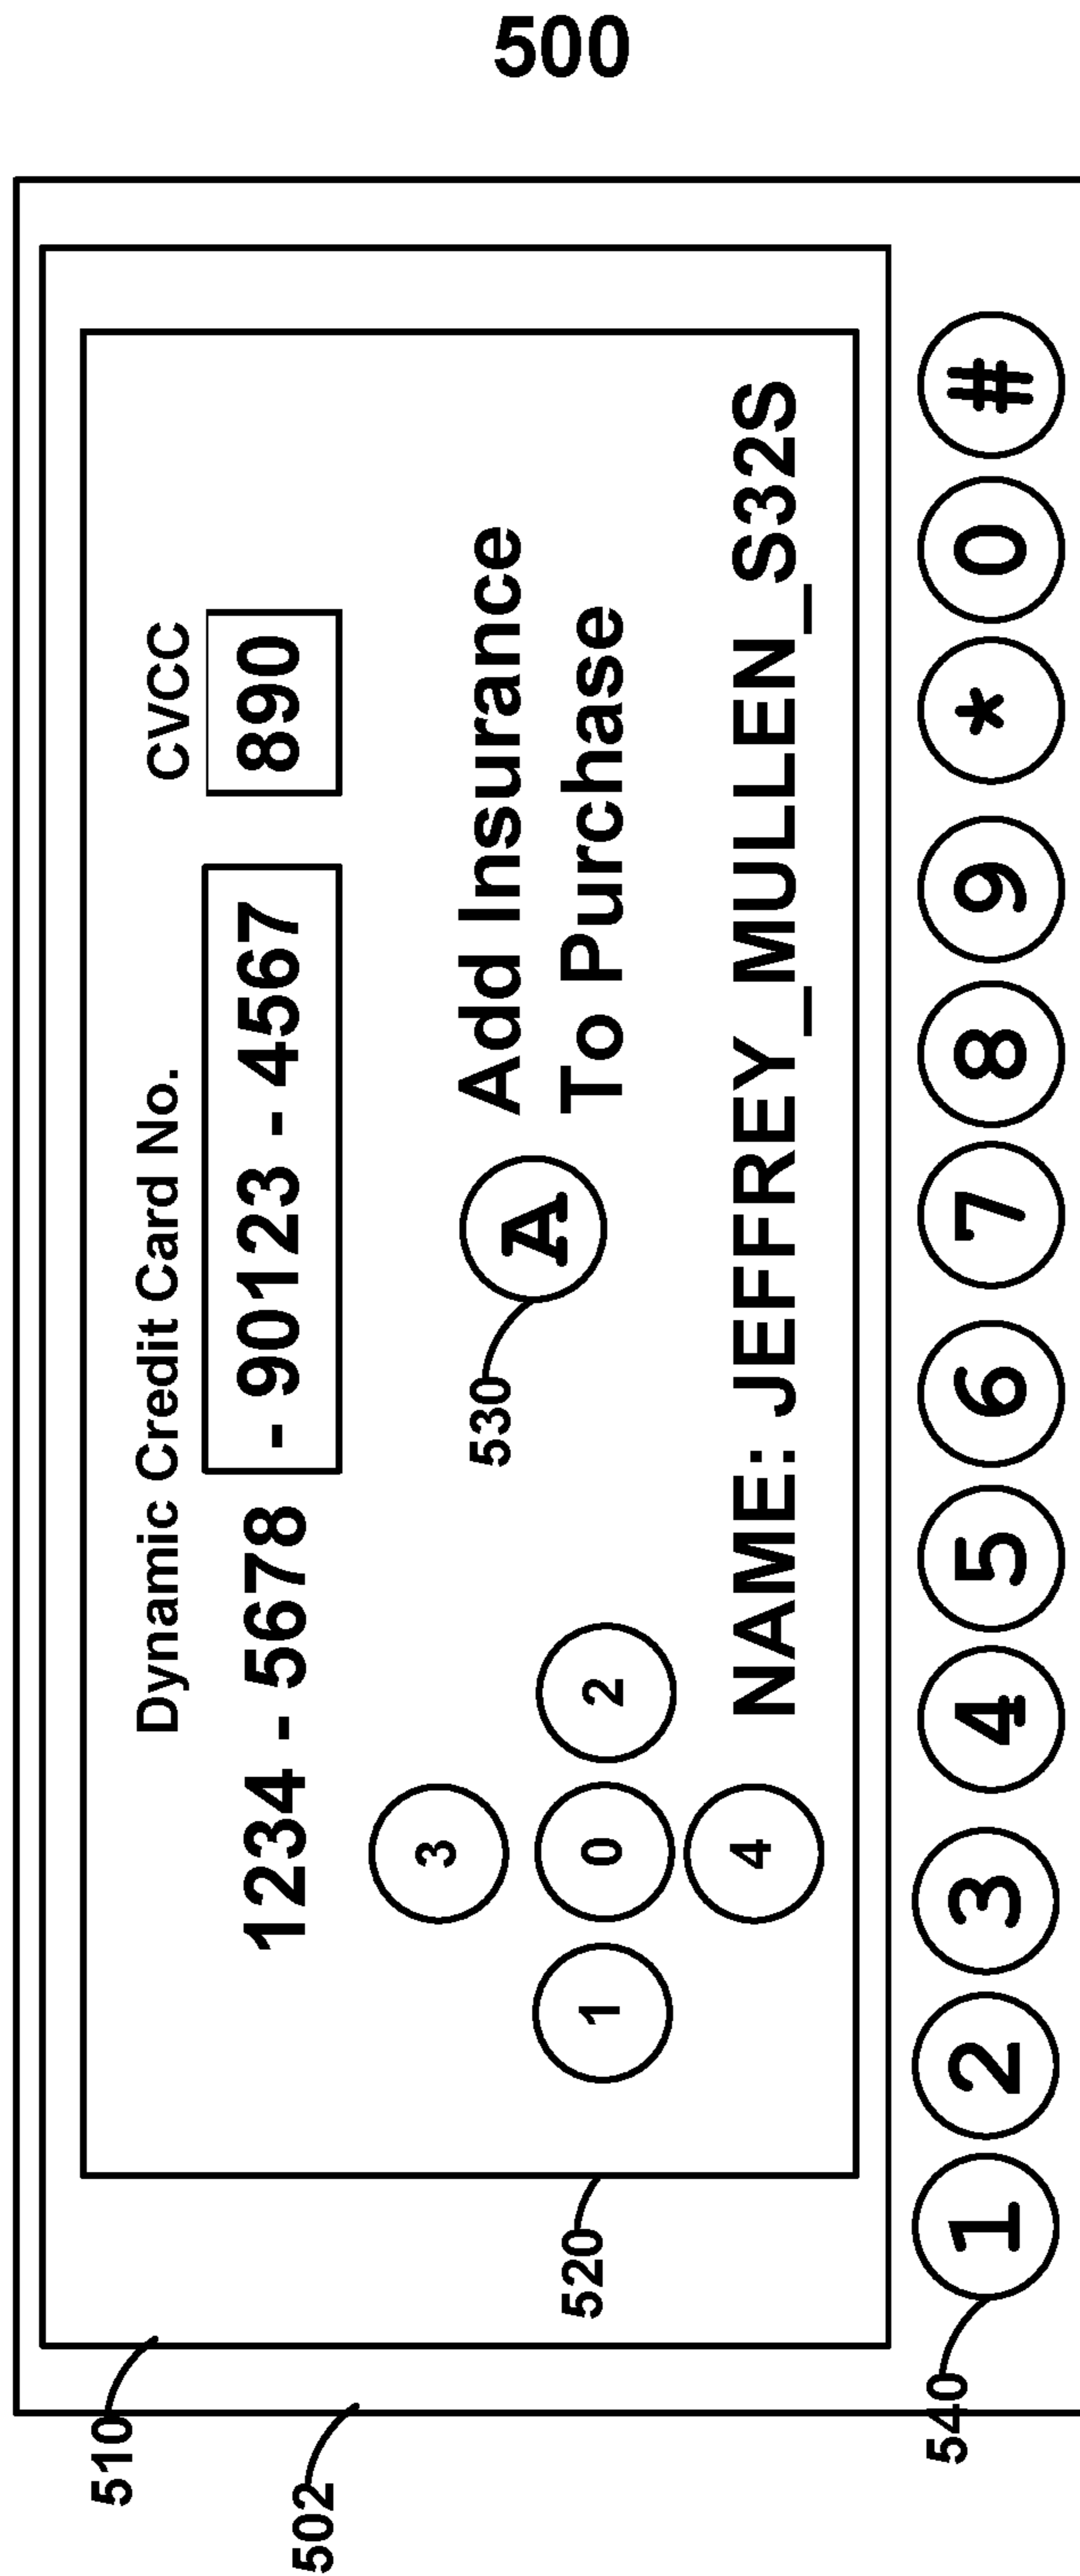 500
510
502
Dynamic Credit Card No.
CVCC
1234 - 5678 - 90123 - 4567
890
3
1 0 2
4
530
A Add Insurance
To Purchase
NAME: JEFFREY_MULLEN_S32S
520
540
1 2 3 4 5 6 7 8 9 * 0 #